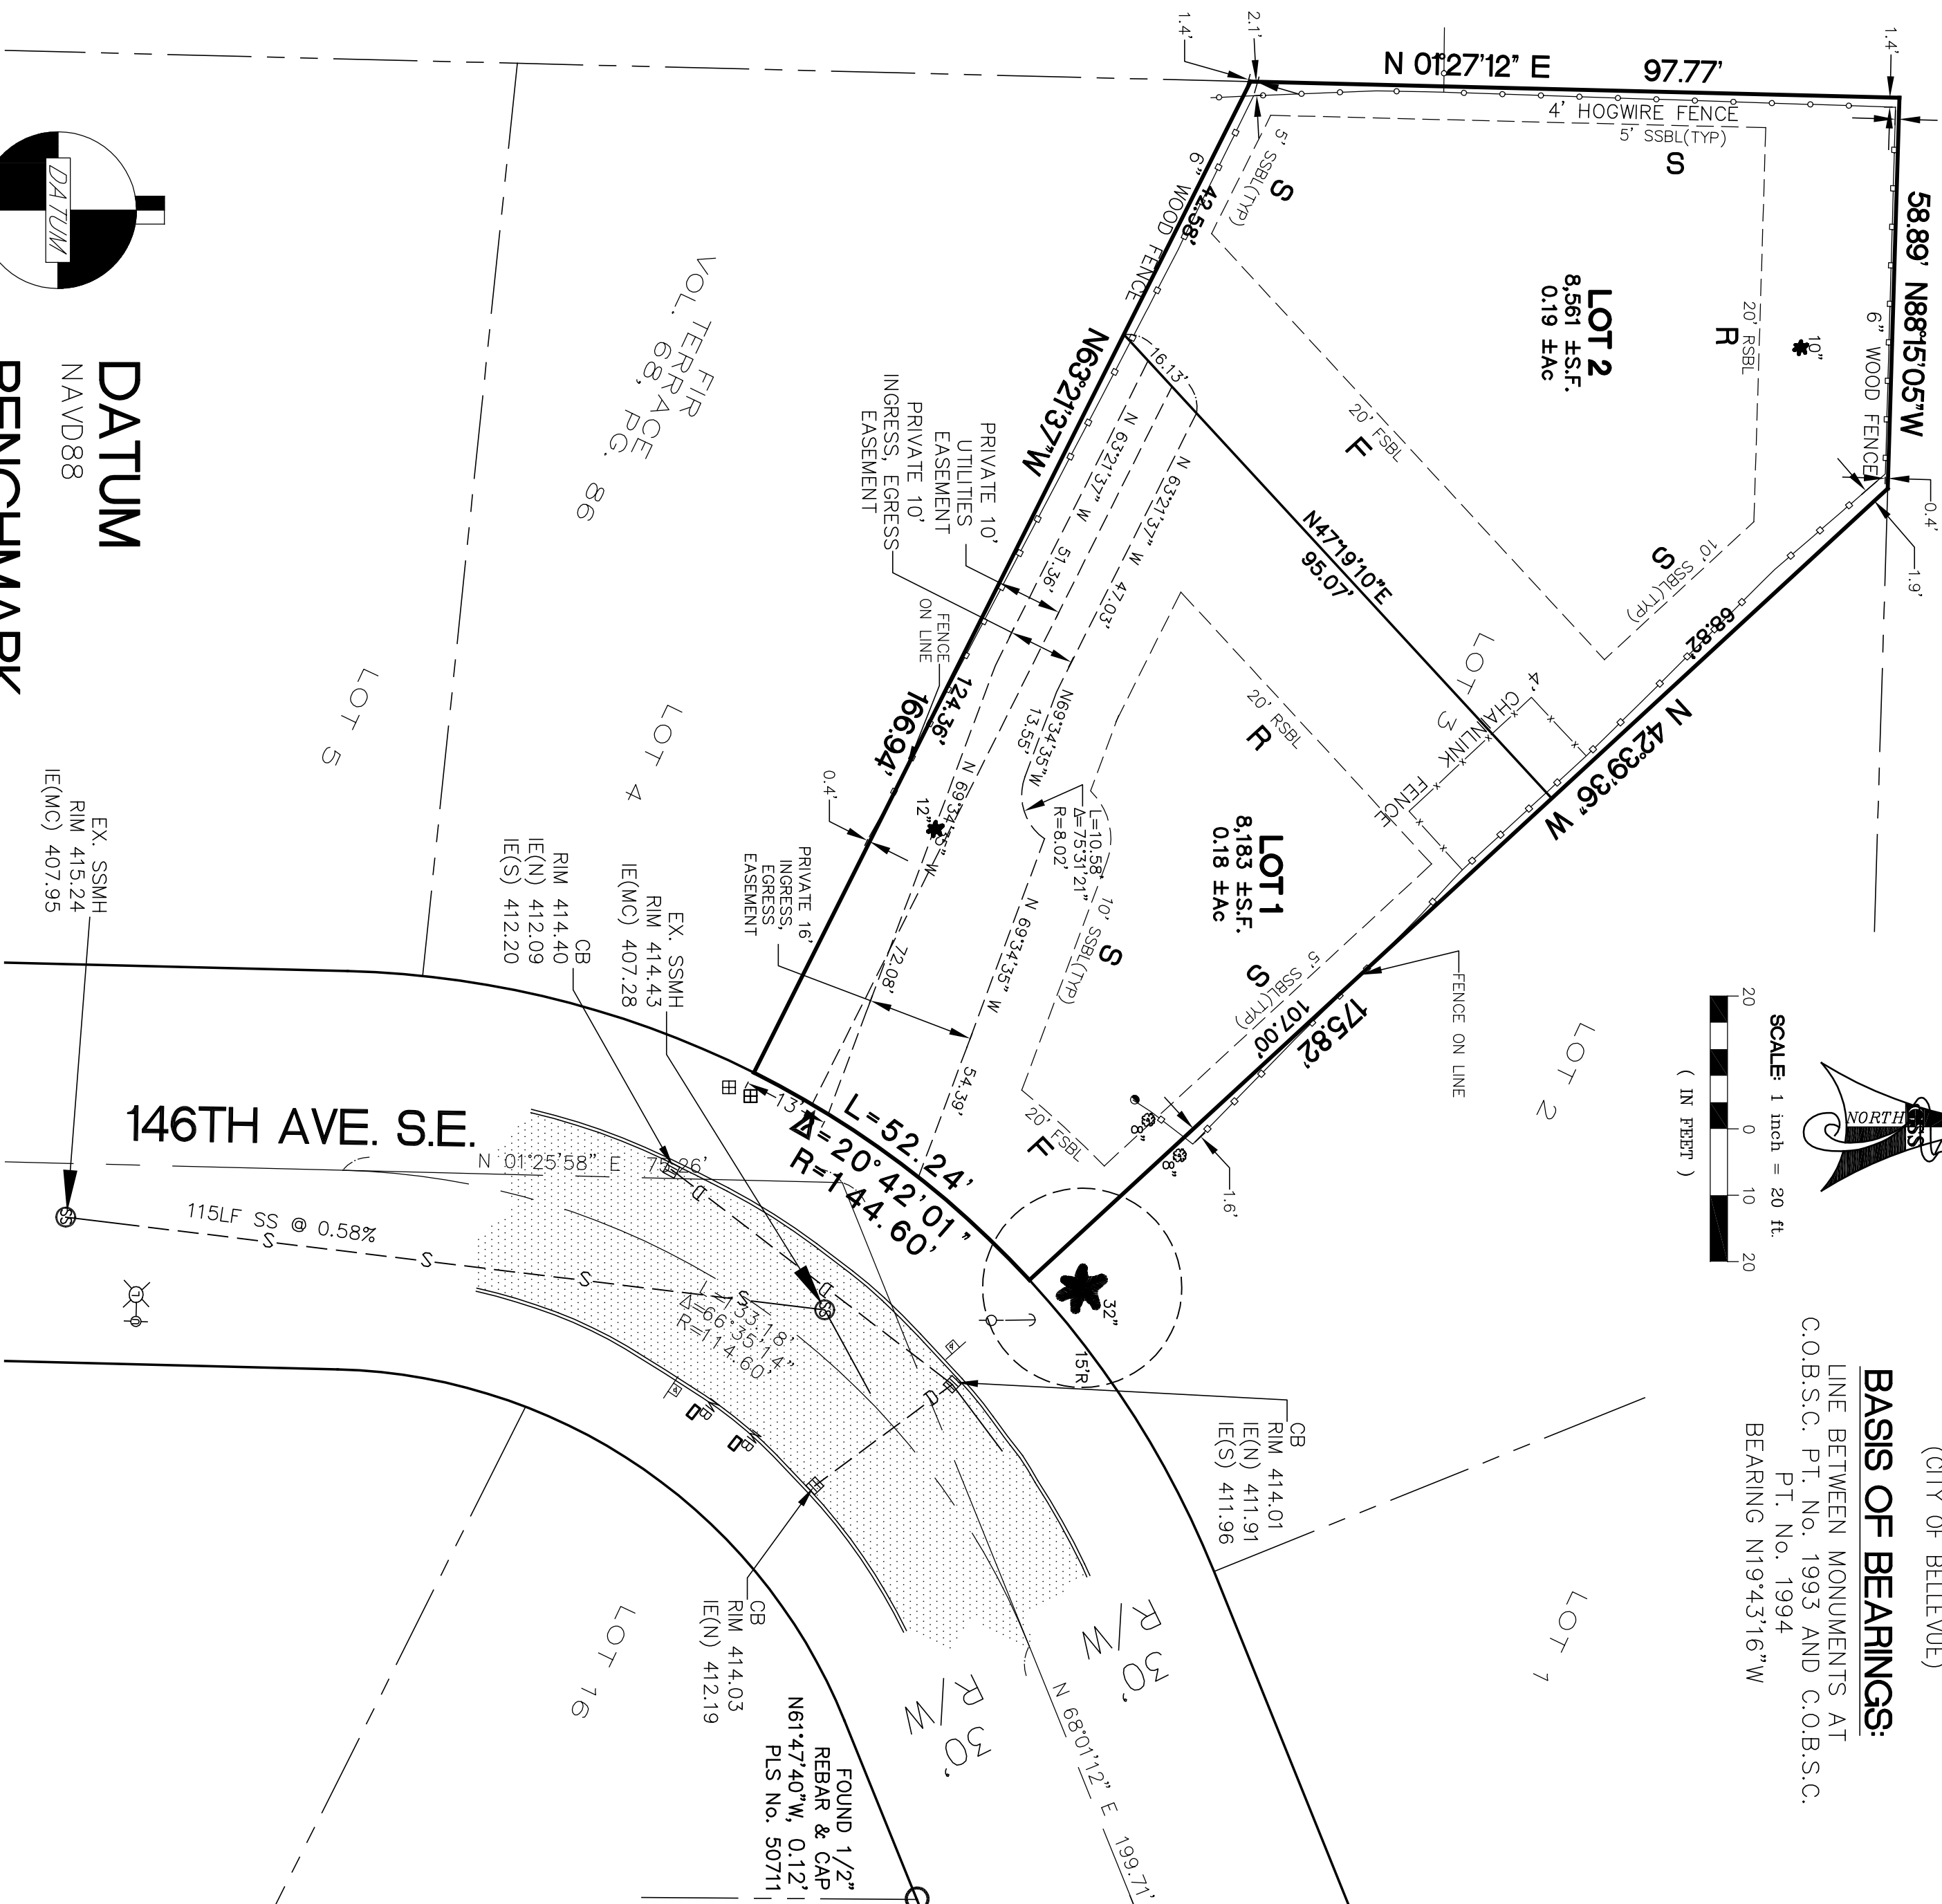 (CITY OF BELLEVUE)
BASIS OF BEARINGS:
LINE BETWEEN MONUMENTS AT
C.O.B.S.C. PT. No. 1993 AND C.O.B.S.C.
PT. No. 1994
BEARING N19°43'16"W
NORTH
SCALE: 1 inch = 20 ft.
20
0
10
20
( IN FEET )
N 01°27'12" E
97.77'
1.4'
2.1'
1.4'
4' HOGWIRE FENCE
5' SSBL(TYP)
S
58.89' N88°15'05"W
6" WOOD FENCE
0.4'
1.9'
10"
20' RSBL
R
LOT 2
8,561 ±S.F.
0.19 ±Ac
5' SSBL(TYP)
S
42.58'
6" WOOD FENCE
20' FSBL
F
10' SSBL(TYP)
S
68.82'
N 42°39'36" W
N47°19'10"E
95.07'
LOT 3
4' CHAINLINK FENCE
N63°21'37"W
16.13'
N 63°21'37" W
51.36'
N 63°21'37" W 47.03'
PRIVATE 10'
UTILITIES
EASEMENT
PRIVATE 10'
INGRESS, EGRESS
EASEMENT
FENCE
ON LINE
124.36'
166.94'
0.4'
12"
N69°34'35"W
13.55'
N 69°34'35" W
72.08'
N 69°34'35" W
54.39'
L=10.58'
Δ=75°31'21"
R=8.02'
10' SSBL(TYP)
S
20' RSBL
R
LOT 1
8,183 ±S.F.
0.18 ±Ac
5' SSBL(TYP)
S
107.00'
175.82'
FENCE ON LINE
20' FSBL
F
8"
8"
1.6'
PRIVATE 16'
INGRESS,
EGRESS
EASEMENT
13'
L=52.24'
Δ=20°42'01"
R=144.60'
32"
15'R
LOT 2
LOT 1
FIR
TERRACE
VOL. 68, PG. 86
LOT 4
LOT 5
LOT 16
DATUM
DATUM
NAVD88
BENCHMARK
EX. SSMH
RIM 415.24
IE(MC) 407.95
CB
RIM 414.40
IE(N) 412.09
IE(S) 412.20
EX. SSMH
RIM 414.43
IE(MC) 407.28
CB
RIM 414.01
IE(N) 411.91
IE(S) 411.96
CB
RIM 414.03
IE(N) 412.19
146TH AVE. S.E.
N 01°25'58" E 75.26'
115LF SS @ 0.58%
S
S
S
S
D
D
D
Δ=66°35'14"
R=114.60'
30'
R/W
30'
R/W
N 68°01'12" E 199.71'
FOUND 1/2"
REBAR & CAP
N61°47'40"W, 0.12'
PLS No. 50711